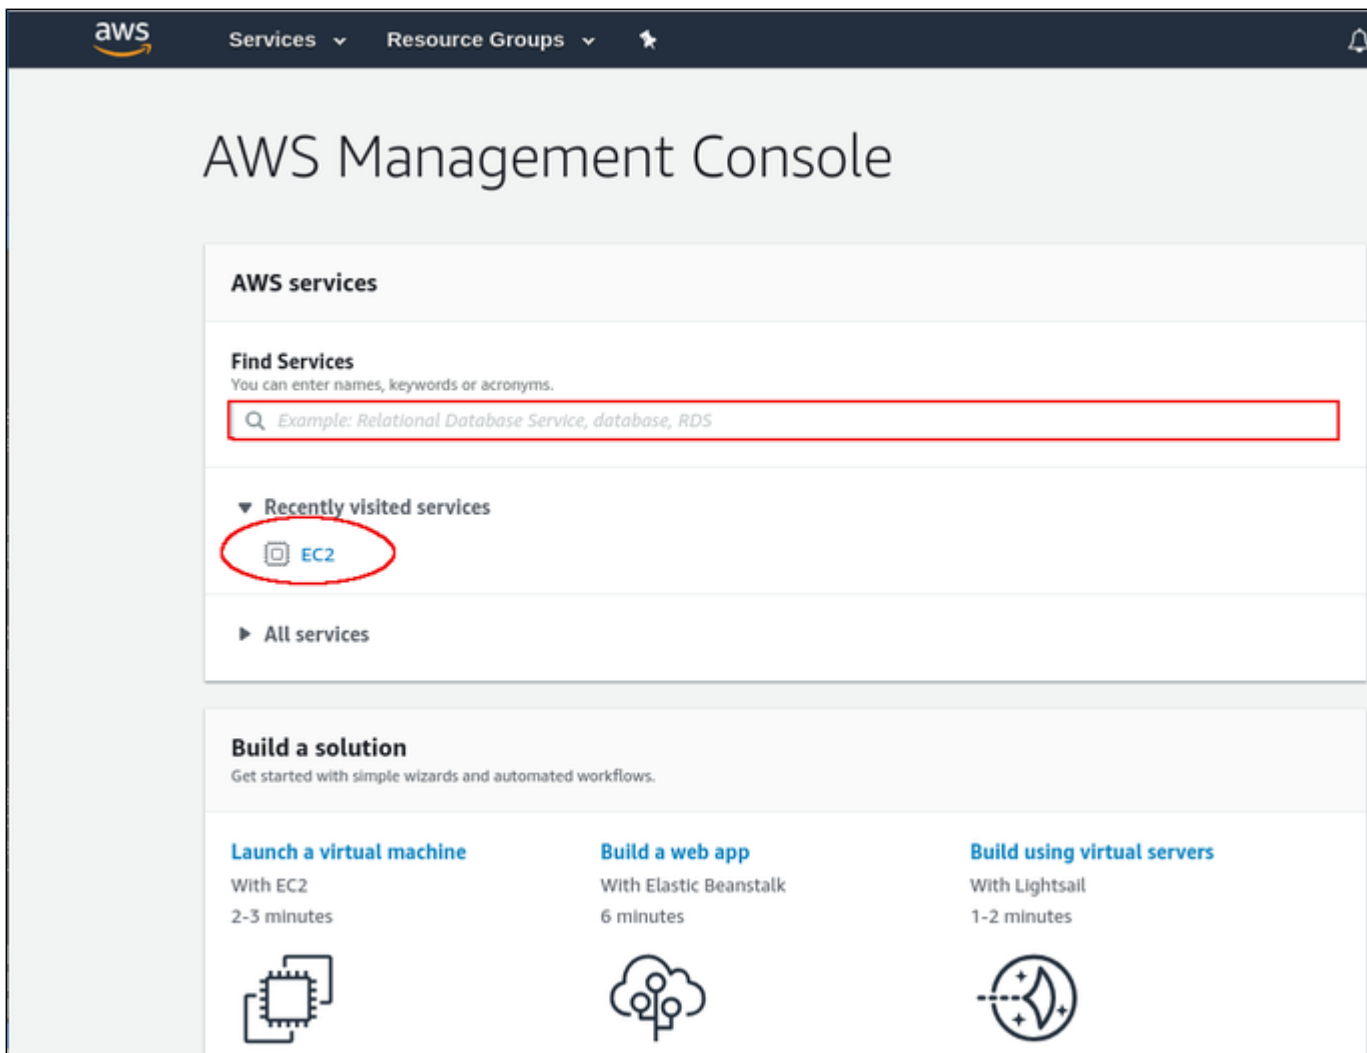 aws Services Resource Groups
AWS Management Console
AWS services
Find Services
You can enter names, keywords or acronyms.
Example: Relational Database Service, database, RDS
Recently visited services
EC2
All services
Build a solution
Get started with simple wizards and automated workflows.
Launch a virtual machine
With EC2
2-3 minutes
Build a web app
With Elastic Beanstalk
6 minutes
Build using virtual servers
With Lightsail
1-2 minutes